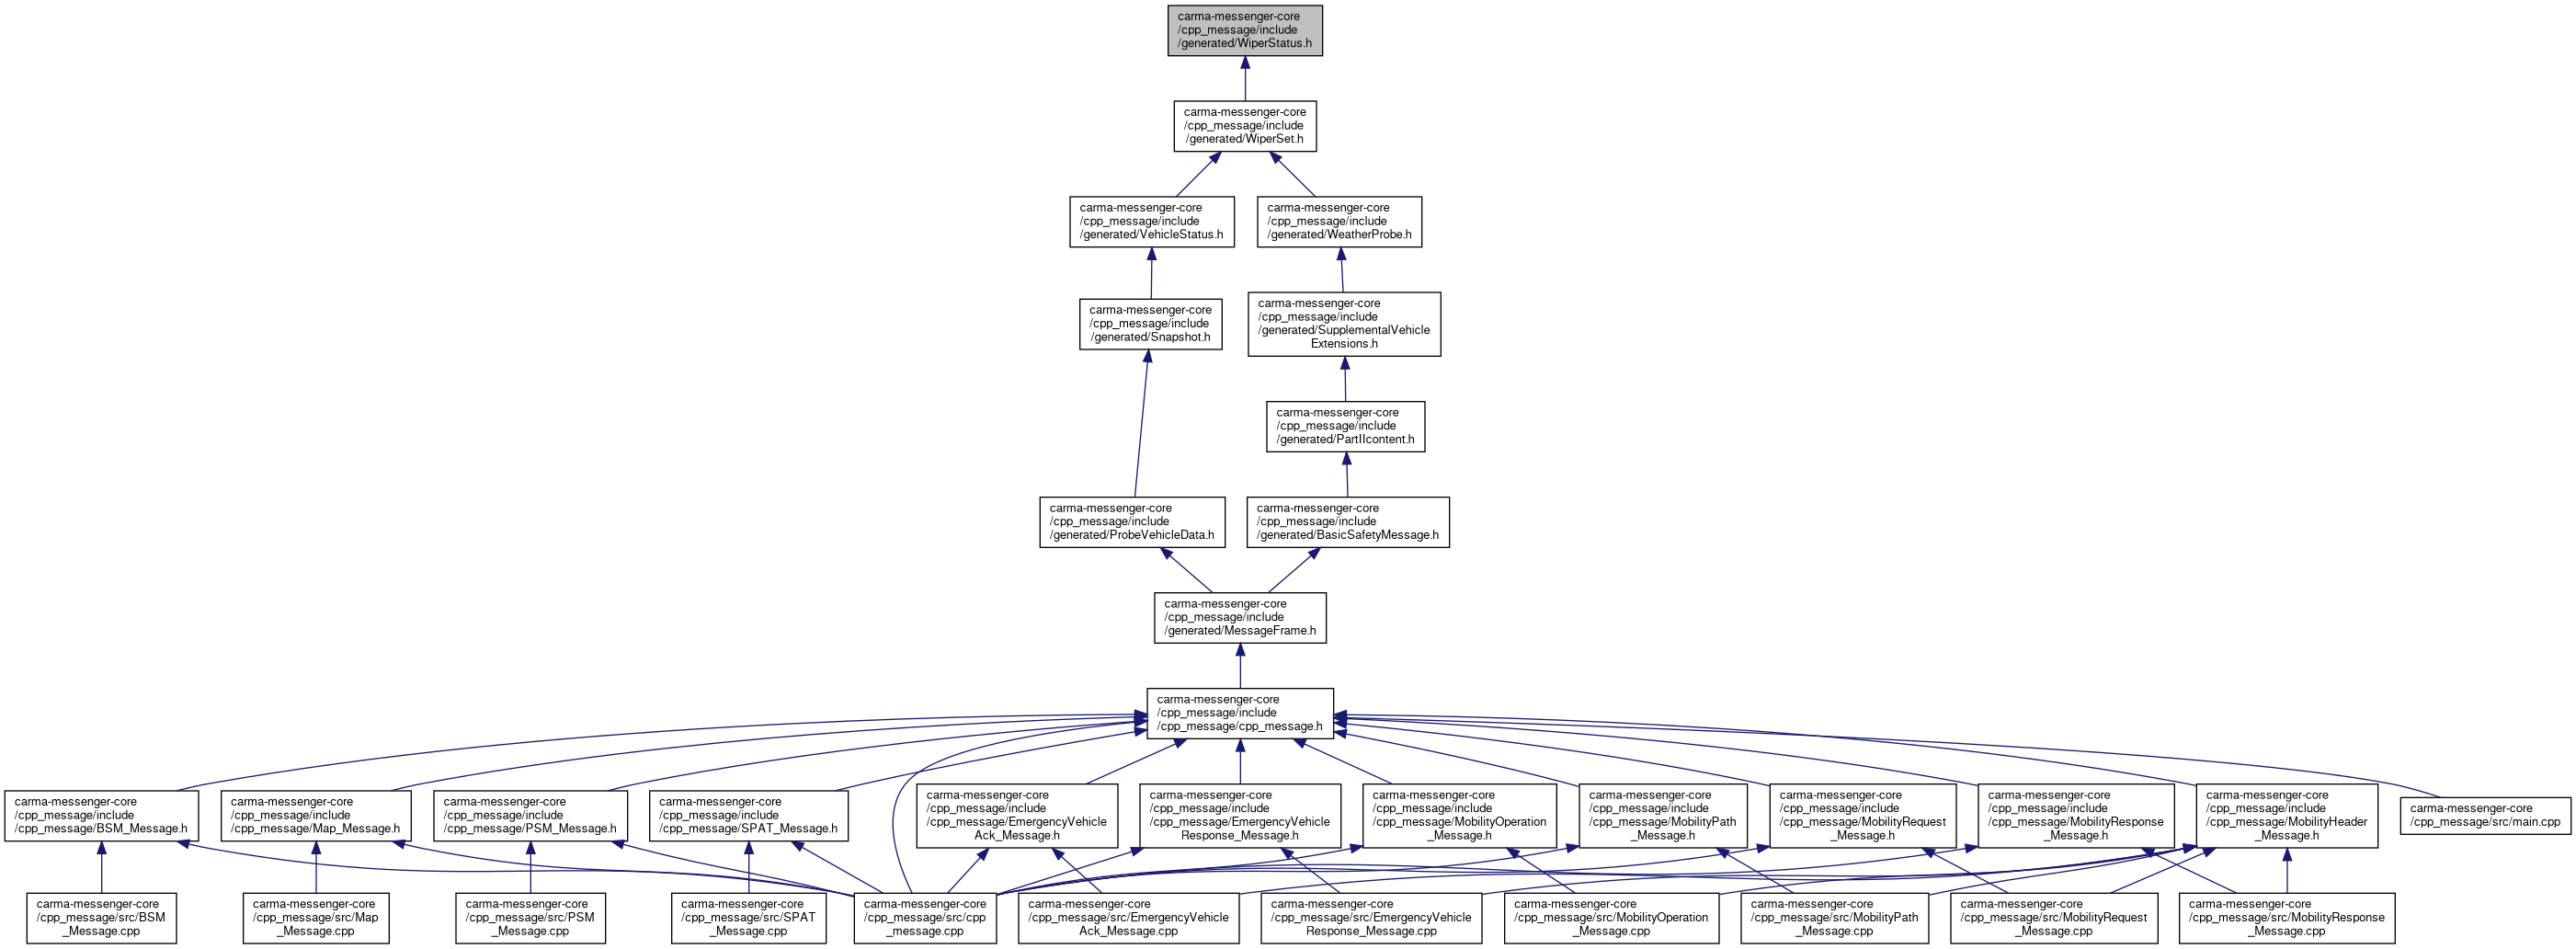 carma-messenger-core
/cpp_message/include
/generated/WiperStatus.h
carma-messenger-core
/cpp_message/include
/generated/WiperSet.h
carma-messenger-core
/cpp_message/include
/generated/VehicleStatus.h
carma-messenger-core
/cpp_message/include
/generated/WeatherProbe.h
carma-messenger-core
/cpp_message/include
/generated/Snapshot.h
carma-messenger-core
/cpp_message/include
/generated/SupplementalVehicle
Extensions.h
carma-messenger-core
/cpp_message/include
/generated/PartIIcontent.h
carma-messenger-core
/cpp_message/include
/generated/ProbeVehicleData.h
carma-messenger-core
/cpp_message/include
/generated/BasicSafetyMessage.h
carma-messenger-core
/cpp_message/include
/generated/MessageFrame.h
carma-messenger-core
/cpp_message/include
/cpp_message/cpp_message.h
carma-messenger-core
/cpp_message/include
/cpp_message/BSM_Message.h
carma-messenger-core
/cpp_message/include
/cpp_message/Map_Message.h
carma-messenger-core
/cpp_message/include
/cpp_message/PSM_Message.h
carma-messenger-core
/cpp_message/include
/cpp_message/SPAT_Message.h
carma-messenger-core
/cpp_message/include
/cpp_message/EmergencyVehicle
Ack_Message.h
carma-messenger-core
/cpp_message/include
/cpp_message/EmergencyVehicle
Response_Message.h
carma-messenger-core
/cpp_message/include
/cpp_message/MobilityOperation
_Message.h
carma-messenger-core
/cpp_message/include
/cpp_message/MobilityPath
_Message.h
carma-messenger-core
/cpp_message/include
/cpp_message/MobilityRequest
_Message.h
carma-messenger-core
/cpp_message/include
/cpp_message/MobilityResponse
_Message.h
carma-messenger-core
/cpp_message/include
/cpp_message/MobilityHeader
_Message.h
carma-messenger-core
/cpp_message/src/main.cpp
carma-messenger-core
/cpp_message/src/BSM
_Message.cpp
carma-messenger-core
/cpp_message/src/Map
_Message.cpp
carma-messenger-core
/cpp_message/src/PSM
_Message.cpp
carma-messenger-core
/cpp_message/src/SPAT
_Message.cpp
carma-messenger-core
/cpp_message/src/cpp
_message.cpp
carma-messenger-core
/cpp_message/src/EmergencyVehicle
Ack_Message.cpp
carma-messenger-core
/cpp_message/src/EmergencyVehicle
Response_Message.cpp
carma-messenger-core
/cpp_message/src/MobilityOperation
_Message.cpp
carma-messenger-core
/cpp_message/src/MobilityPath
_Message.cpp
carma-messenger-core
/cpp_message/src/MobilityRequest
_Message.cpp
carma-messenger-core
/cpp_message/src/MobilityResponse
_Message.cpp